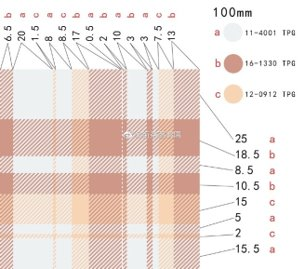 b a b a c b a b a c b
6.5 20 1.5 8 8.5 17 0.5 2 10 3 3 7.5 13
100mm
a 11-4001 TPG
b 16-1330 TPG
c 12-0912 TPG
25 a
18.5 b
8.5 a
10.5 b
15 c
5 a
2 c
15.5 a